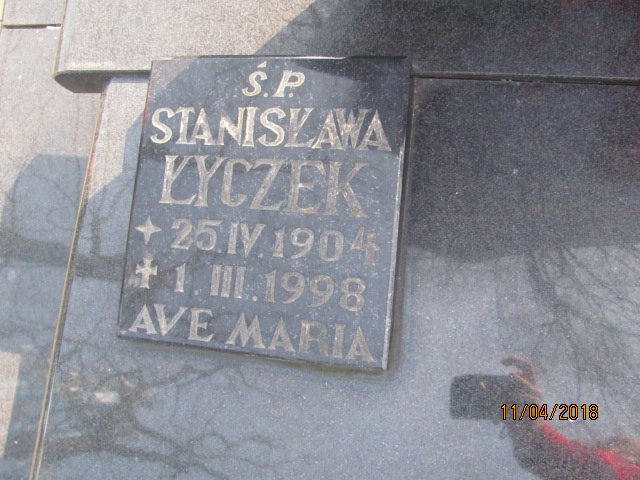 Ś.P.
STANISŁAWA
ŁYCZEK
25.IV.1904
1.III.1998
AVE MARIA
11/04/2018